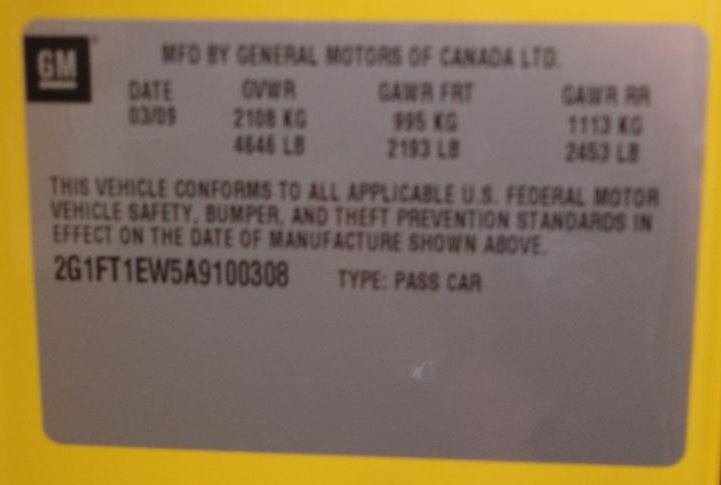 GM
MFD BY GENERAL MOTORS OF CANADA LTD.
DATE GVWR GAWR FRT GAWR RR
03/09 2108 KG 995 KG 1113 KG
4646 LB 2193 LB 2453 LB
THIS VEHICLE CONFORMS TO ALL APPLICABLE U.S. FEDERAL MOTOR
VEHICLE SAFETY, BUMPER, AND THEFT PREVENTION STANDARDS IN
EFFECT ON THE DATE OF MANUFACTURE SHOWN ABOVE.
2G1FT1EW5A9100308 TYPE: PASS CAR